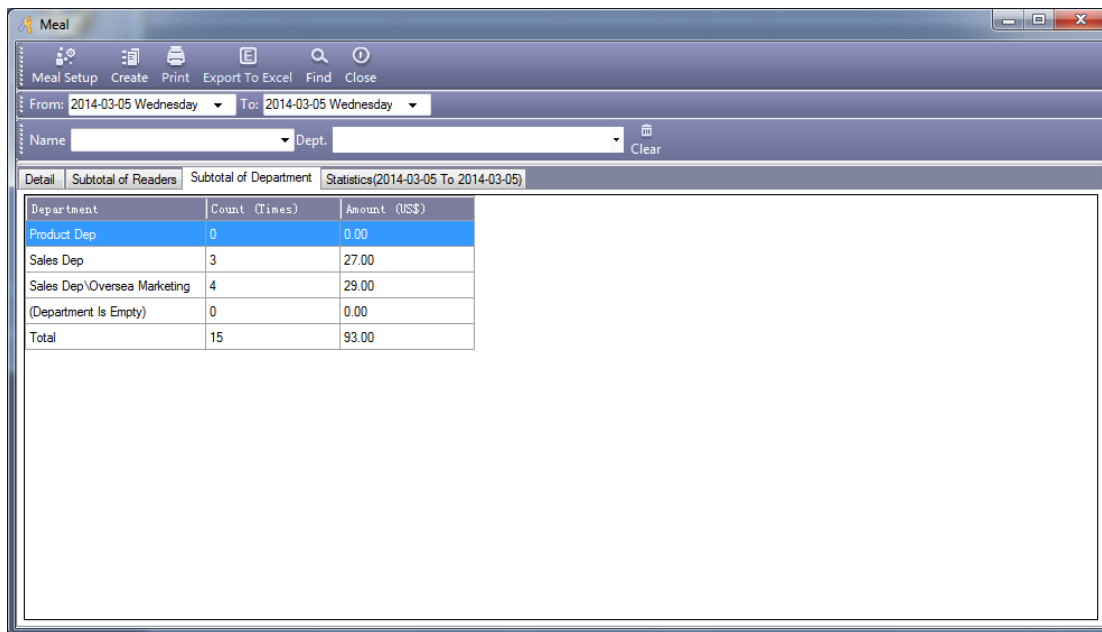 Meal
Meal Setup Create Print Export To Excel Find Close
From: 2014-03-05 Wednesday To: 2014-03-05 Wednesday
Name Dept. Clear
Detail Subtotal of Readers Subtotal of Department Statistics(2014-03-05 To 2014-03-05)
Department Count (Times) Amount (US$)
Product Dep 0 0.00
Sales Dep 3 27.00
Sales Dep\Oversea Marketing 4 29.00
(Department Is Empty) 0 0.00
Total 15 93.00